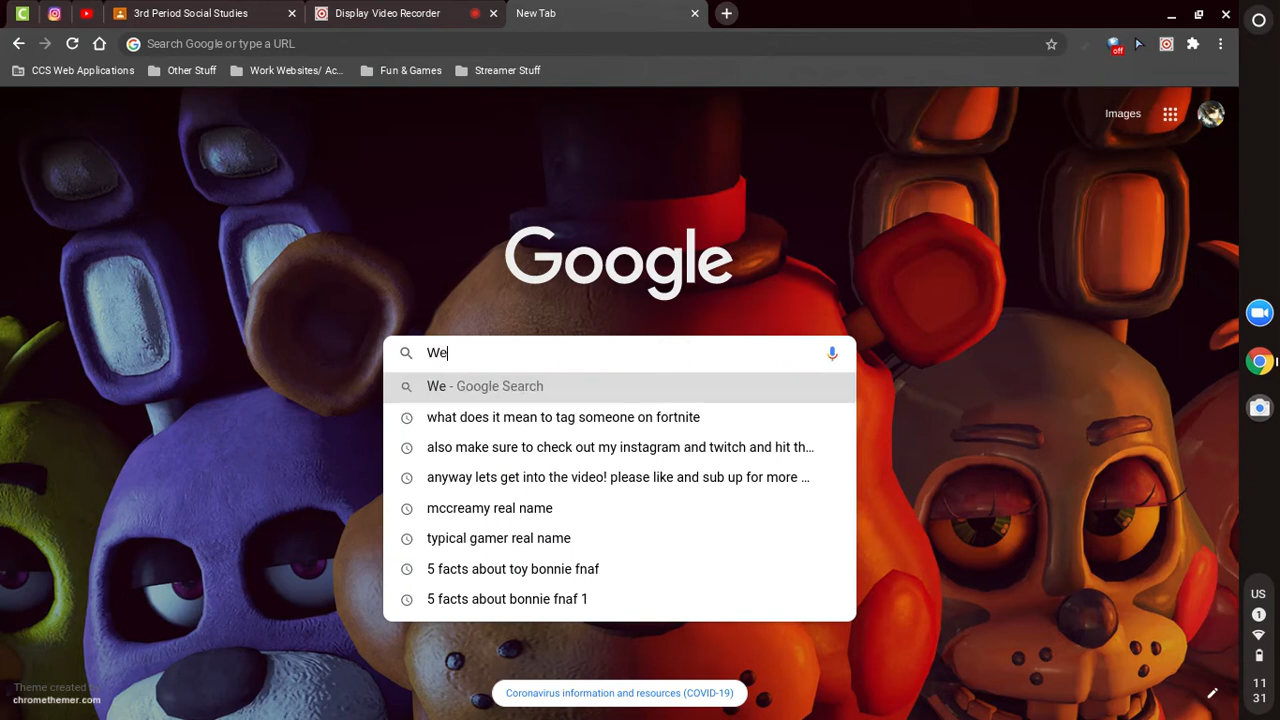 3rd Period Social Studies
Display Video Recorder
New Tab
Search Google or type a URL
off
CCS Web Applications
Other Stuff
Work Websites/ Ac...
Fun & Games
Streamer Stuff
Images
Google
We
We - Google Search
what does it mean to tag someone on fortnite
also make sure to check out my instagram and twitch and hit th...
anyway lets get into the video! please like and sub up for more ...
mccreamy real name
typical gamer real name
5 facts about toy bonnie fnaf
5 facts about bonnie fnaf 1
Coronavirus information and resources (COVID-19)
Theme created by
chromethemer.com
US
1
11
31